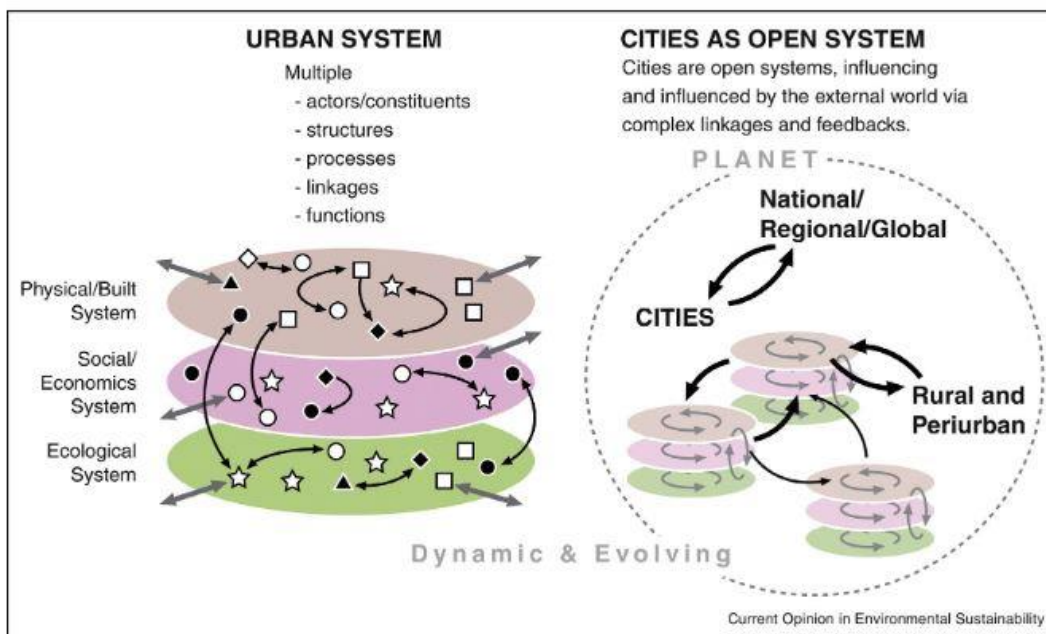 URBAN SYSTEM
Multiple
- actors/constituents
- structures
- processes
- linkages
- functions
Physical/Built
System
Social/
Economics
System
Ecological
System
CITIES AS OPEN SYSTEM
Cities are open systems, influencing
and influenced by the external world via
complex linkages and feedbacks.
PLANET
National/
Regional/Global
CITIES
Rural and
Periurban
Dynamic & Evolving
Current Opinion in Environmental Sustainability